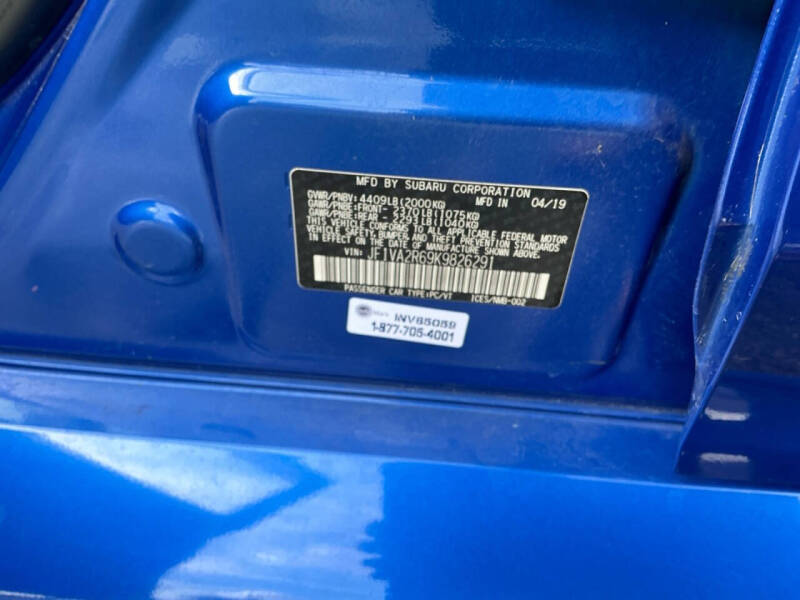 MFD BY SUBARU CORPORATION
GVWR/PNBV: 4409LB(2000KG) MFD IN 04/19
GAWR/PNBE:FRONT - 2370LB(1075KG)
GAWR/PNBE:REAR - 2293LB(1040KG)
THIS VEHICLE CONFORMS TO ALL APPLICABLE FEDERAL MOTOR
VEHICLE SAFETY,BUMPER, AND THEFT PREVENTION STANDARDS
IN EFFECT ON THE DATE OF MANUFACTURE SHOWN ABOVE.
VIN: JF1VA2R69K9826291
PASSENGER CAR TYPE:PC/VT ICES/NMB-002
INV65059
1-877-705-4001